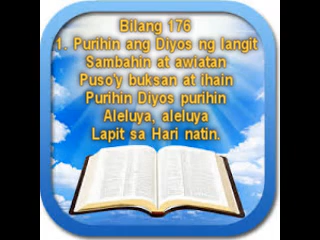 Bilang 176
1. Purihin ang Diyos ng langit
Sambahin at awiatan
Puso'y buksan at ihain
Purihin Diyos purihin
Aleluya, aleluya
Lapit sa Hari natin.